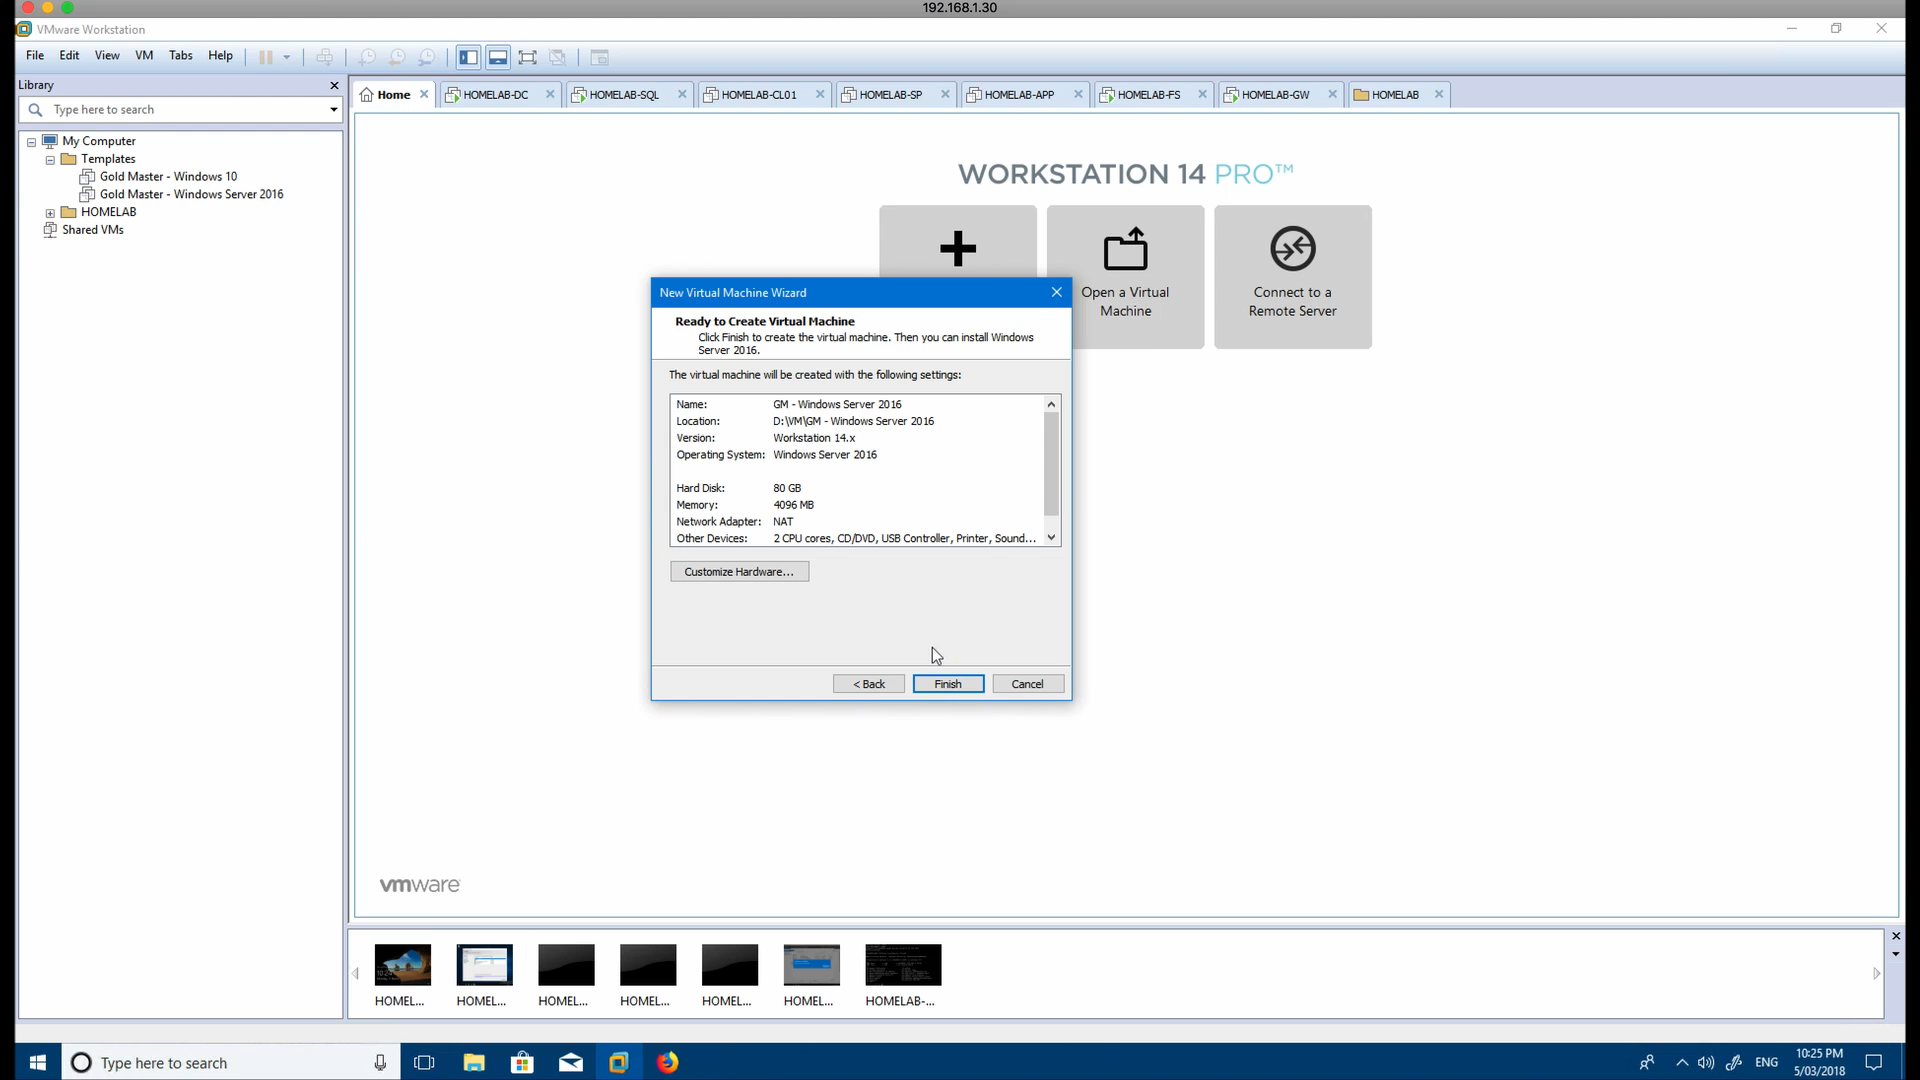 192.168.1.30
VMware Workstation
File Edit View VM Tabs Help
Library
Type here to search
My Computer
Templates
Gold Master - Windows 10
Gold Master - Windows Server 2016
HOMELAB
Shared VMs
Home HOMELAB-DC HOMELAB-SQL HOMELAB-CL01 HOMELAB-SP HOMELAB-APP HOMELAB-FS HOMELAB-GW HOMELAB
WORKSTATION 14 PRO™
Open a Virtual
Machine
Connect to a
Remote Server
New Virtual Machine Wizard
Ready to Create Virtual Machine
Click Finish to create the virtual machine. Then you can install Windows
Server 2016.
The virtual machine will be created with the following settings:
Name: GM - Windows Server 2016
Location: D:\VM\GM - Windows Server 2016
Version: Workstation 14.x
Operating System: Windows Server 2016
Hard Disk: 80 GB
Memory: 4096 MB
Network Adapter: NAT
Other Devices: 2 CPU cores, CD/DVD, USB Controller, Printer, Sound...
Customize Hardware...
< Back Finish Cancel
vmware
HOMEL... HOMEL... HOMEL... HOMEL... HOMEL... HOMEL... HOMELAB-...
Type here to search
ENG
10:25 PM
5/03/2018